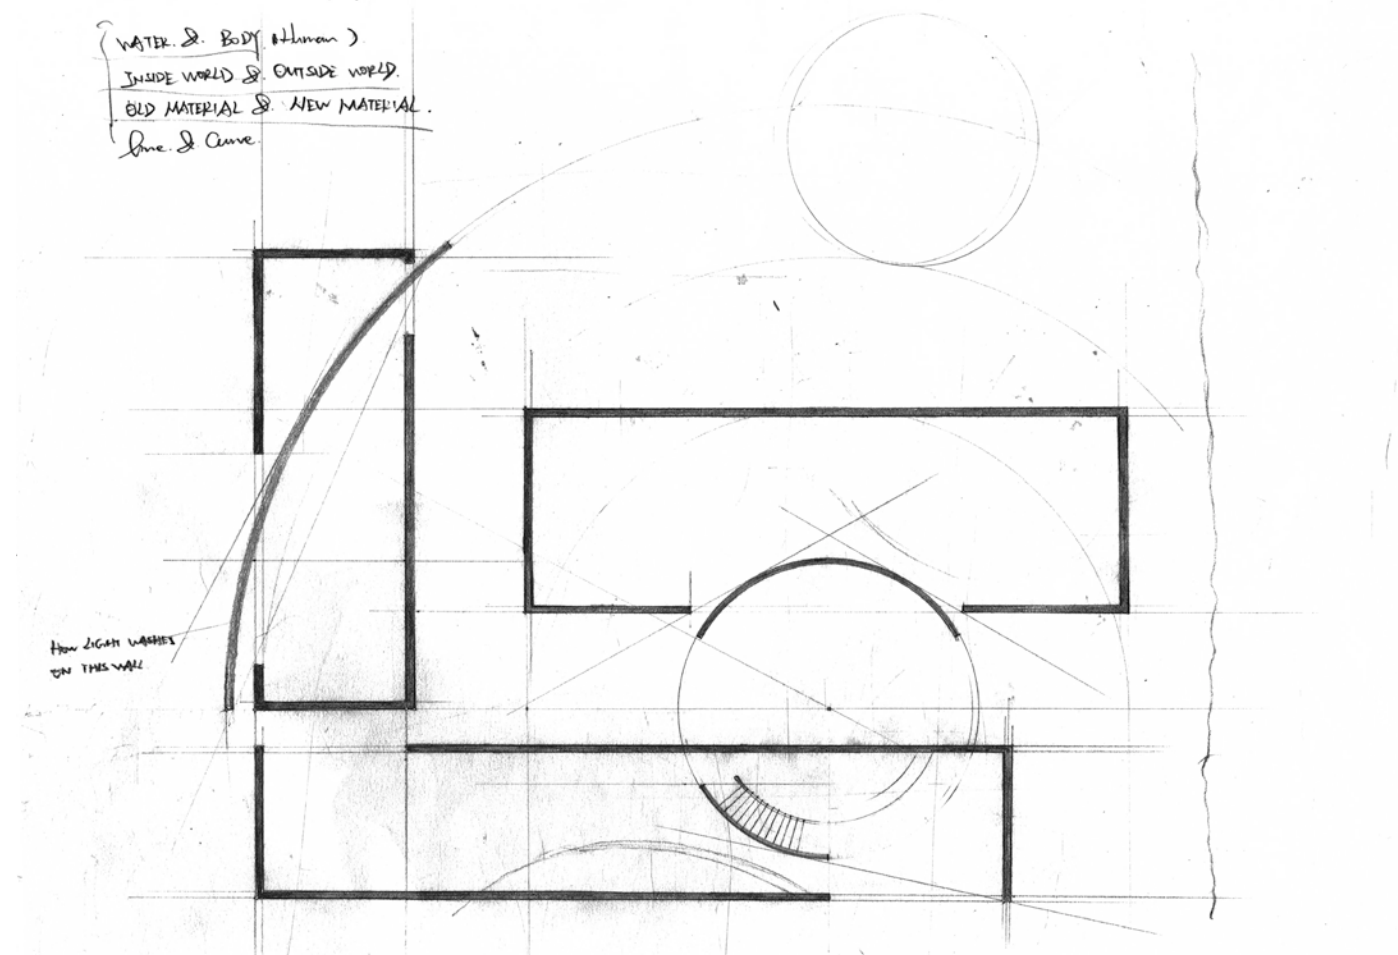 WATER. & BODY (Human)
INSIDE WORLD & OUTSIDE WORLD.
OLD MATERIAL & NEW MATERIAL.
line. & Curve.
HOW LIGHT WASHES
ON THIS WALL